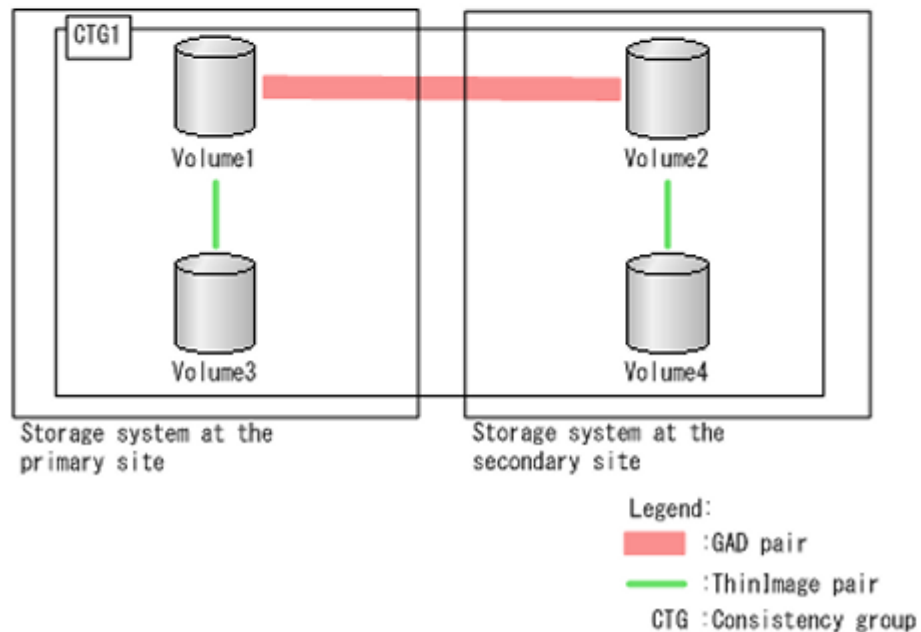 CTG1
Volume1
Volume2
Volume3
Volume4
Storage system at the
primary site
Storage system at the
secondary site
Legend:
:GAD pair
:ThinImage pair
CTG :Consistency group